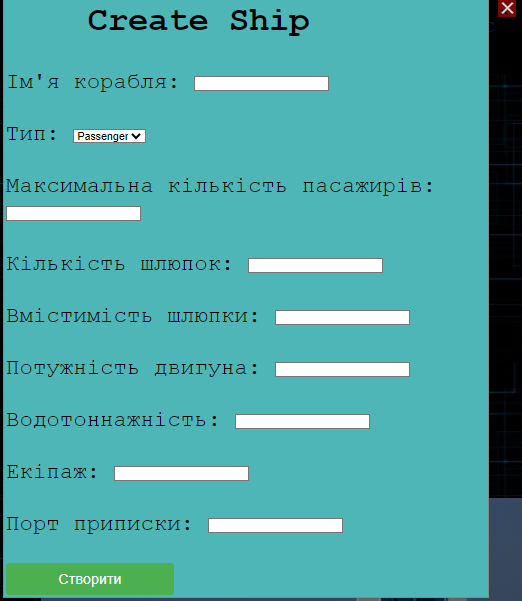 Create Ship
Ім'я корабля:
Тип: Passenger
Максимальна кількість пасажирів:
Кількість шлюпок:
Вмістимість шлюпки:
Потужність двигуна:
Водотоннажність:
Екіпаж:
Порт приписки:
Створити